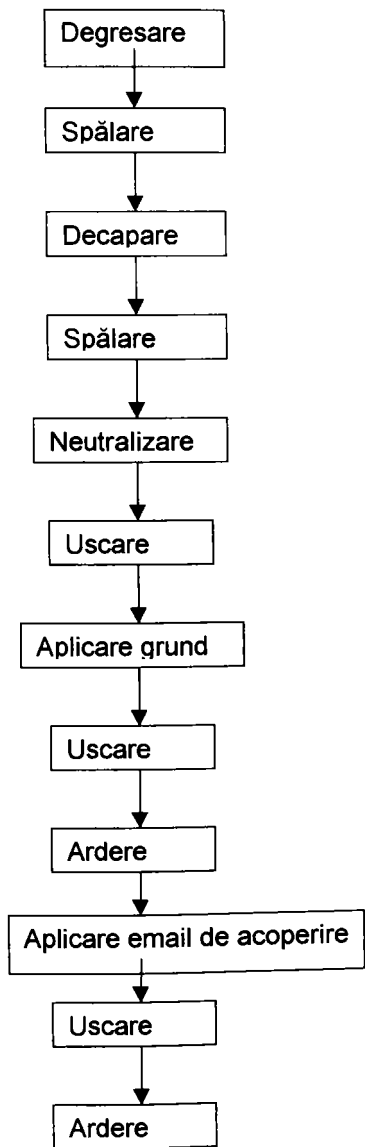 Degresare
Spălare
Decapare
Spălare
Neutralizare
Uscare
Aplicare grund
Uscare
Ardere
Aplicare email de acoperire
Uscare
Ardere